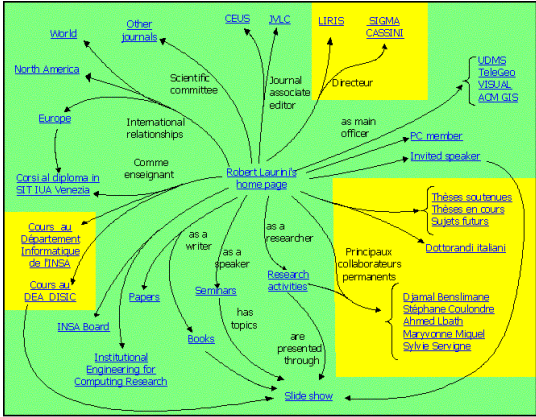 World
Other
journals
CEUS
JVLC
LIRIS
SIGMA
CASSINI
North America
Scientific
committee
Journal
associate
editor
Directeur
UDMS
TeleGeo
VISUAL
ACM GIS
Europe
International
relationships
as main
officer
PC member
Invited speaker
Comme
enseignant
Corsi al diploma in
SIT IUA Venezia
Robert Laurini's
home page
Thèses soutenues
Thèses en cours
Sujets futurs
Cours au
Département
Informatique
de l'INSA
as a
writer
as a
speaker
as a
researcher
Principaux
collaborateurs
permanents
Dottorandi italiani
Cours au
DEA DISIC
Papers
Seminars
Research
activities
Djamal Benslimane
Stéphane Coulondre
Ahmed Lbath
Maryvonne Miquel
Sylvie Servigne
INSA Board
Books
has
topics
are
presented
through
Institutional
Engineering for
Computing Research
Slide show